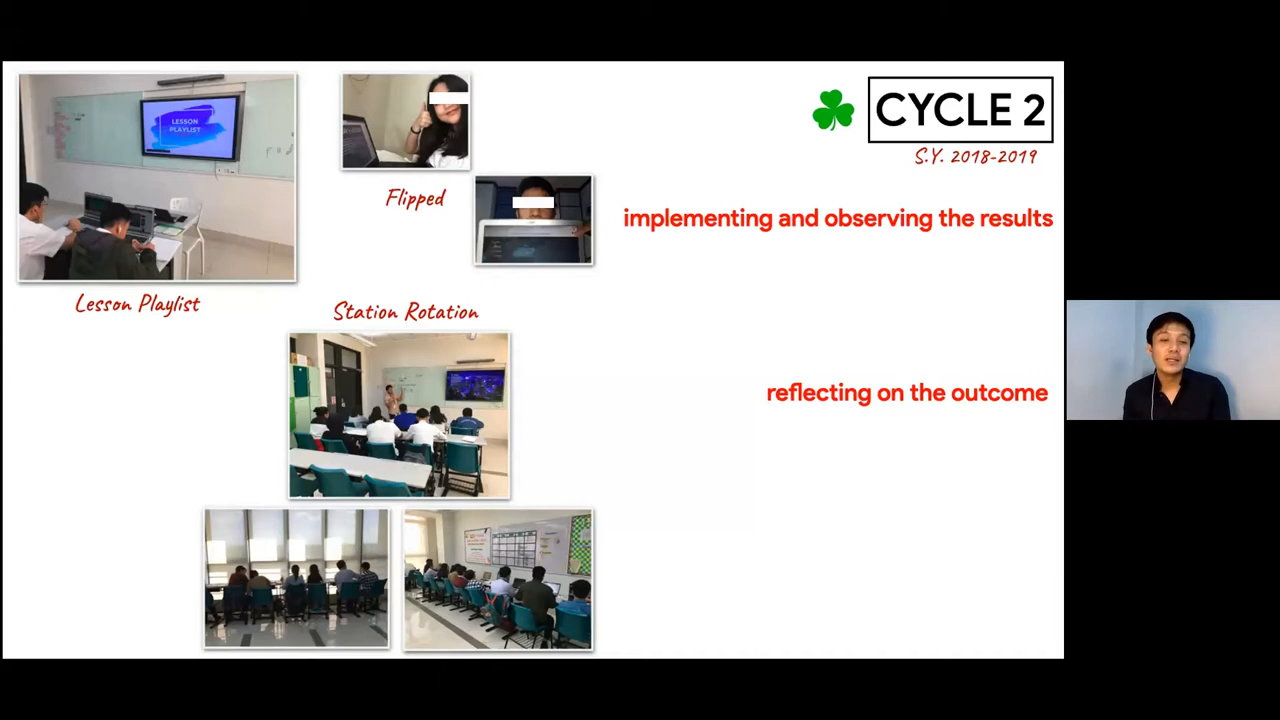 CYCLE 2
S.Y. 2018-2019
LESSON
PLAYLIST
Flipped
implementing and observing the results
Lesson Playlist
Station Rotation
reflecting on the outcome